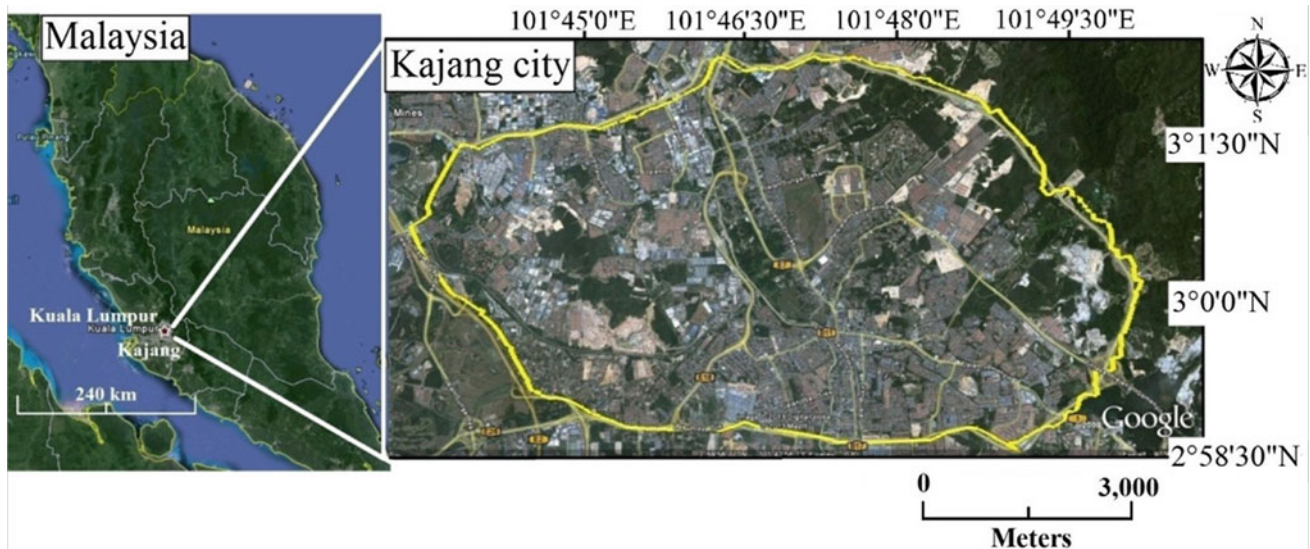 Malaysia
Malaysia
Kuala Lumpur
Kuala Lumpur
Kajang
240 km
101°45'0"E
101°46'30"E
101°48'0"E
101°49'30"E
Kajang city
Mines
N
W
E
S
3°1'30"N
3°0'0"N
Google
2°58'30"N
0
3,000
Meters